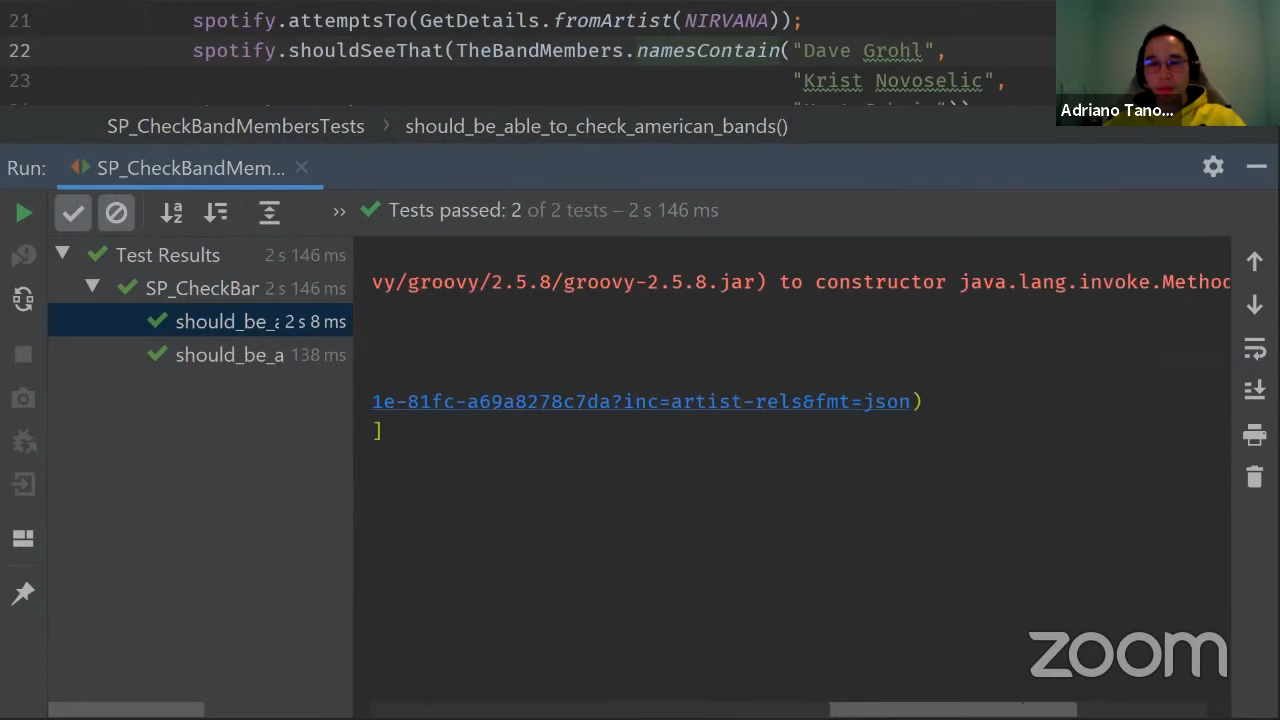 21 spotify.attemptsTo(GetDetails.fromArtist(NIRVANA));
22 spotify.shouldSeeThat(TheBandMembers.namesContain("Dave Grohl",
23 "Krist Novoselic",
Adriano Tano...
SP_CheckBandMembersTests > should_be_able_to_check_american_bands()
Run: SP_CheckBandMem... ×
>> Tests passed: 2 of 2 tests – 2 s 146 ms
Test Results 2 s 146 ms
SP_CheckBar 2 s 146 ms
should_be_a 2 s 8 ms
should_be_a 138 ms
vy/groovy/2.5.8/groovy-2.5.8.jar) to constructor java.lang.invoke.Metho
1e-81fc-a69a8278c7da?inc=artist-rels&fmt=json)
]
zoom